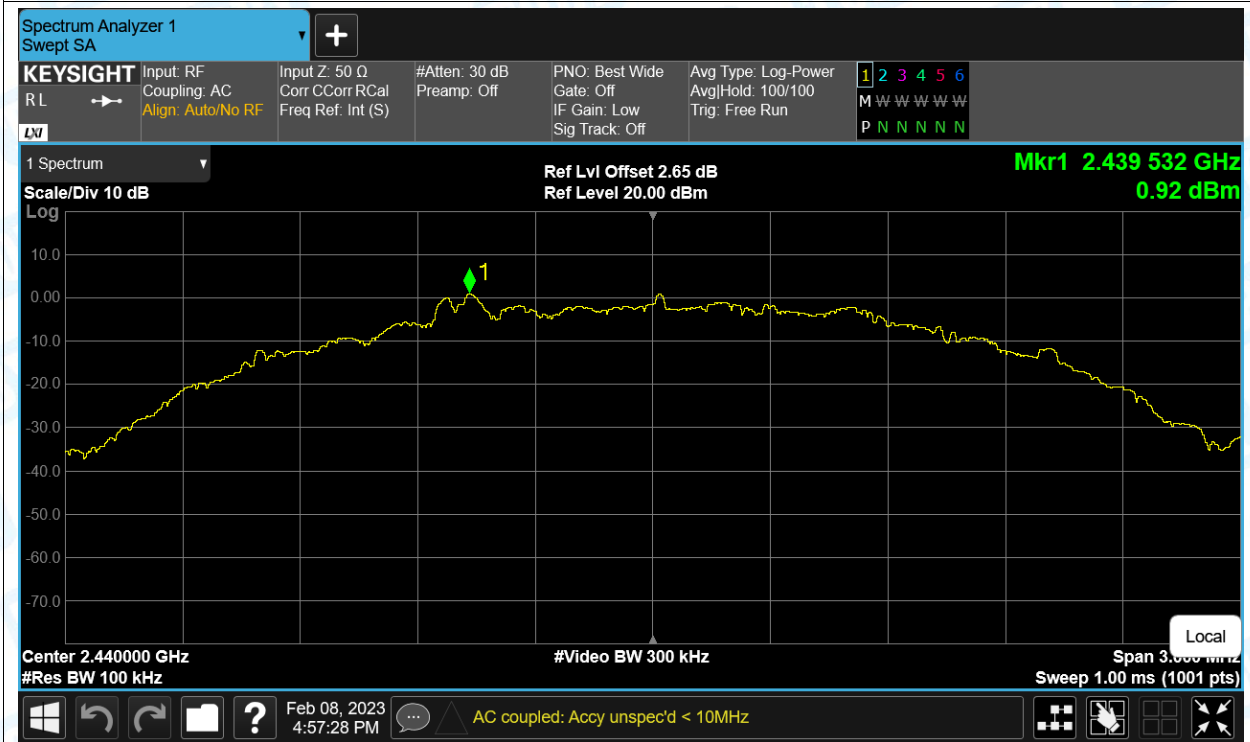 Spectrum Analyzer 1
Swept SA
▼
+
KEYSIGHT
R L
LXI
Input: RF
Coupling: AC
Align: Auto/No RF
Input Z: 50 Ω
Corr CCorr RCal
Freq Ref: Int (S)
#Atten: 30 dB
Preamp: Off
PNO: Best Wide
Gate: Off
IF Gain: Low
Sig Track: Off
Avg Type: Log-Power
Avg|Hold: 100/100
Trig: Free Run
1 2 3 4 5 6
M W W W W W W
P N N N N N
1 Spectrum ▼
Scale/Div 10 dB
Ref Lvl Offset 2.65 dB
Ref Level 20.00 dBm
Mkr1 2.439 532 GHz
0.92 dBm
Log
10.0
0.00
-10.0
-20.0
-30.0
-40.0
-50.0
-60.0
-70.0
1
Local
Center 2.440000 GHz
#Video BW 300 kHz
Span 3.000 MHz
#Res BW 100 kHz
Sweep 1.00 ms (1001 pts)
?
Feb 08, 2023
4:57:28 PM
AC coupled: Accy unspec'd < 10MHz